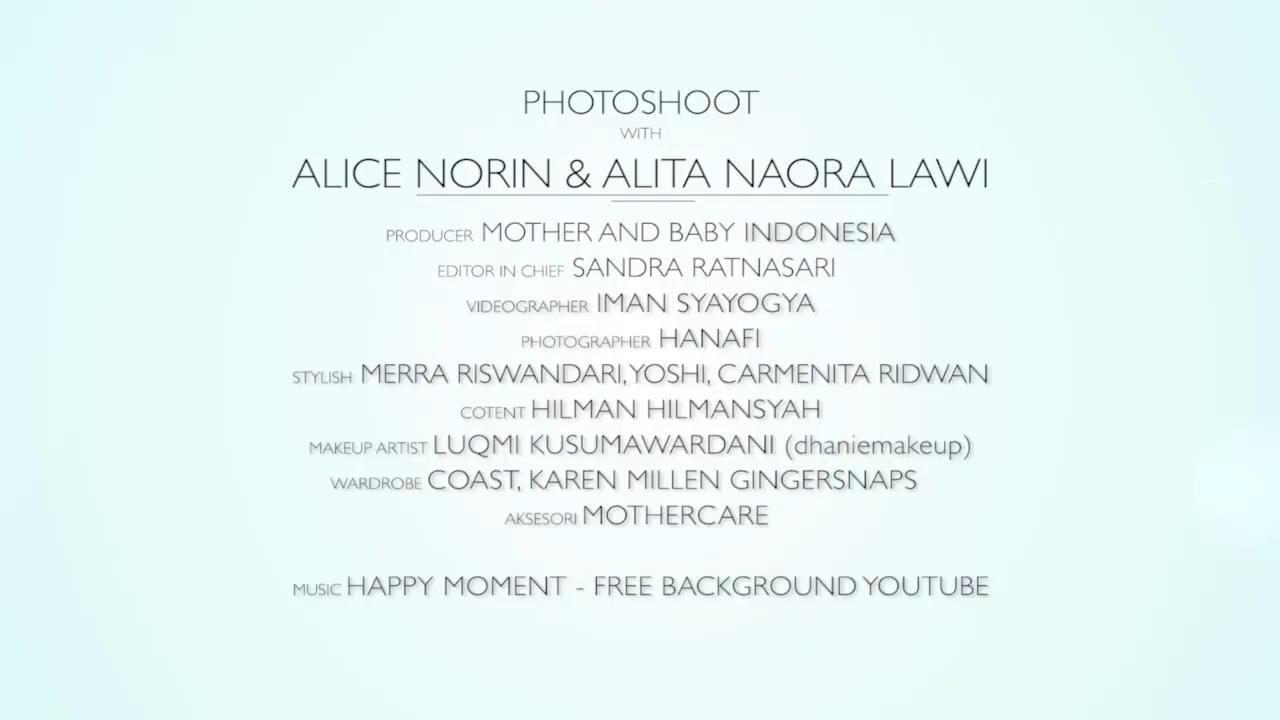 PHOTOSHOOT
WITH
ALICE NORIN & ALITA NAORA LAWI
PRODUCER MOTHER AND BABY INDONESIA
EDITOR IN CHIEF SANDRA RATNASARI
VIDEOGRAPHER IMAN SYAYOGYA
PHOTOGRAPHER HANAFI
STYLISH MERRA RISWANDARI, YOSHI, CARMENITA RIDWAN
COTENT HILMAN HILMANSYAH
MAKEUP ARTIST LUQMI KUSUMAWARDANI (dhaniemakeup)
WARDROBE COAST, KAREN MILLEN GINGERSNAPS
AKSESORI MOTHERCARE
MUSIC HAPPY MOMENT - FREE BACKGROUND YOUTUBE